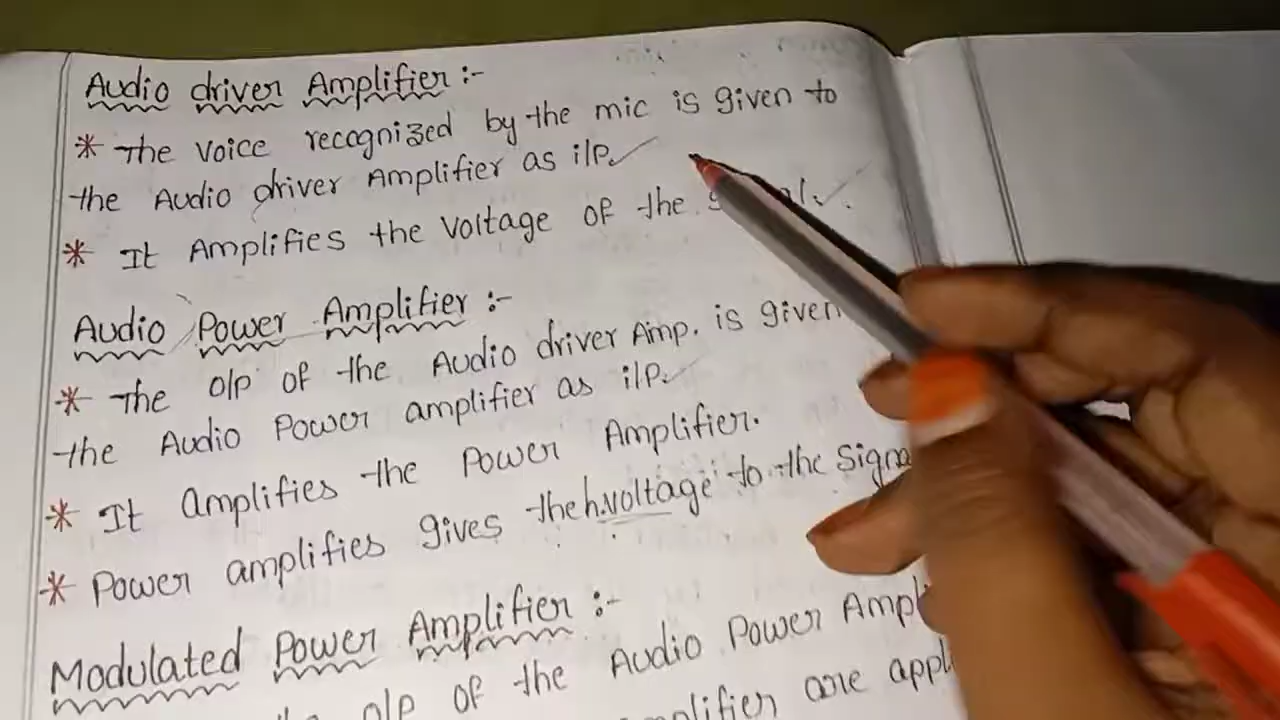 Audio driver Amplifier :-
* The voice recognized by the mic is given to
the Audio driver Amplifier as i/p.
* It Amplifies the voltage of the
Audio Power Amplifier :-
* The o/p of the Audio driver Amp. is given
the Audio Power amplifier as i/p.
* It amplifies the Power Amplifier.
* Power amplifies gives the h.voltage to the
Modulated Power Amplifier :-
the o/p of the Audio Power
are